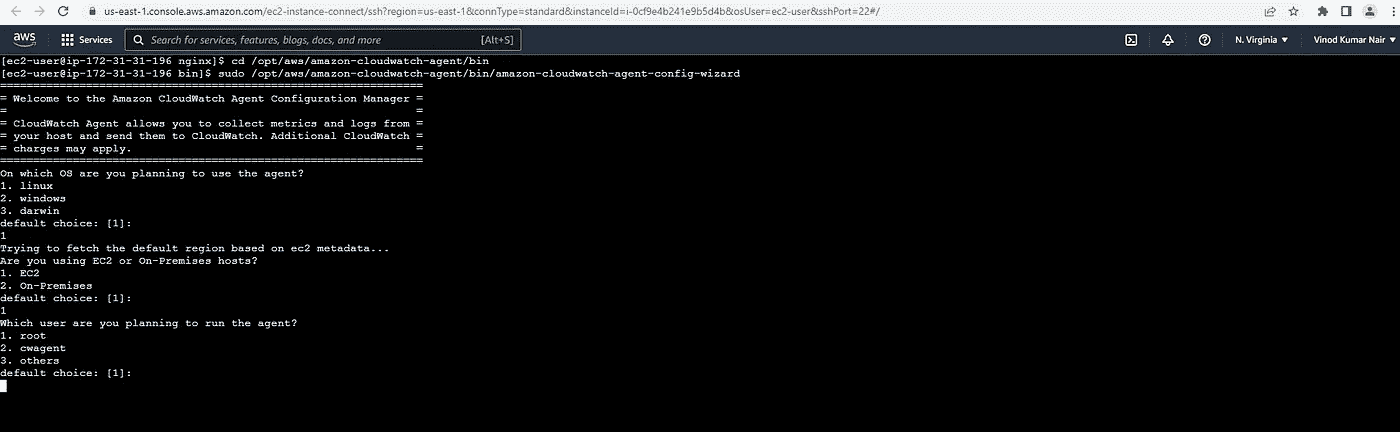 us-east-1.console.aws.amazon.com/ec2-instance-connect/ssh?region=us-east-1&connType=standard&instanceId=i-0cf9e4b241e9b5d4b&osUser=ec2-user&sshPort=22#/
aws Services Search for services, features, blogs, docs, and more [Alt+S] N. Virginia Vinod Kumar Nair
[ec2-user@ip-172-31-31-196 nginx]$ cd /opt/aws/amazon-cloudwatch-agent/bin
[ec2-user@ip-172-31-31-196 bin]$ sudo /opt/aws/amazon-cloudwatch-agent/bin/amazon-cloudwatch-agent-config-wizard
================================================================
= Welcome to the Amazon CloudWatch Agent Configuration Manager =
=                                                              =
= CloudWatch Agent allows you to collect metrics and logs from =
= your host and send them to CloudWatch. Additional CloudWatch =
= charges may apply.                                           =
================================================================
On which OS are you planning to use the agent?
1. linux
2. windows
3. darwin
default choice: [1]:
1
Trying to fetch the default region based on ec2 metadata...
Are you using EC2 or On-Premises hosts?
1. EC2
2. On-Premises
default choice: [1]:
1
Which user are you planning to run the agent?
1. root
2. cwagent
3. others
default choice: [1]: